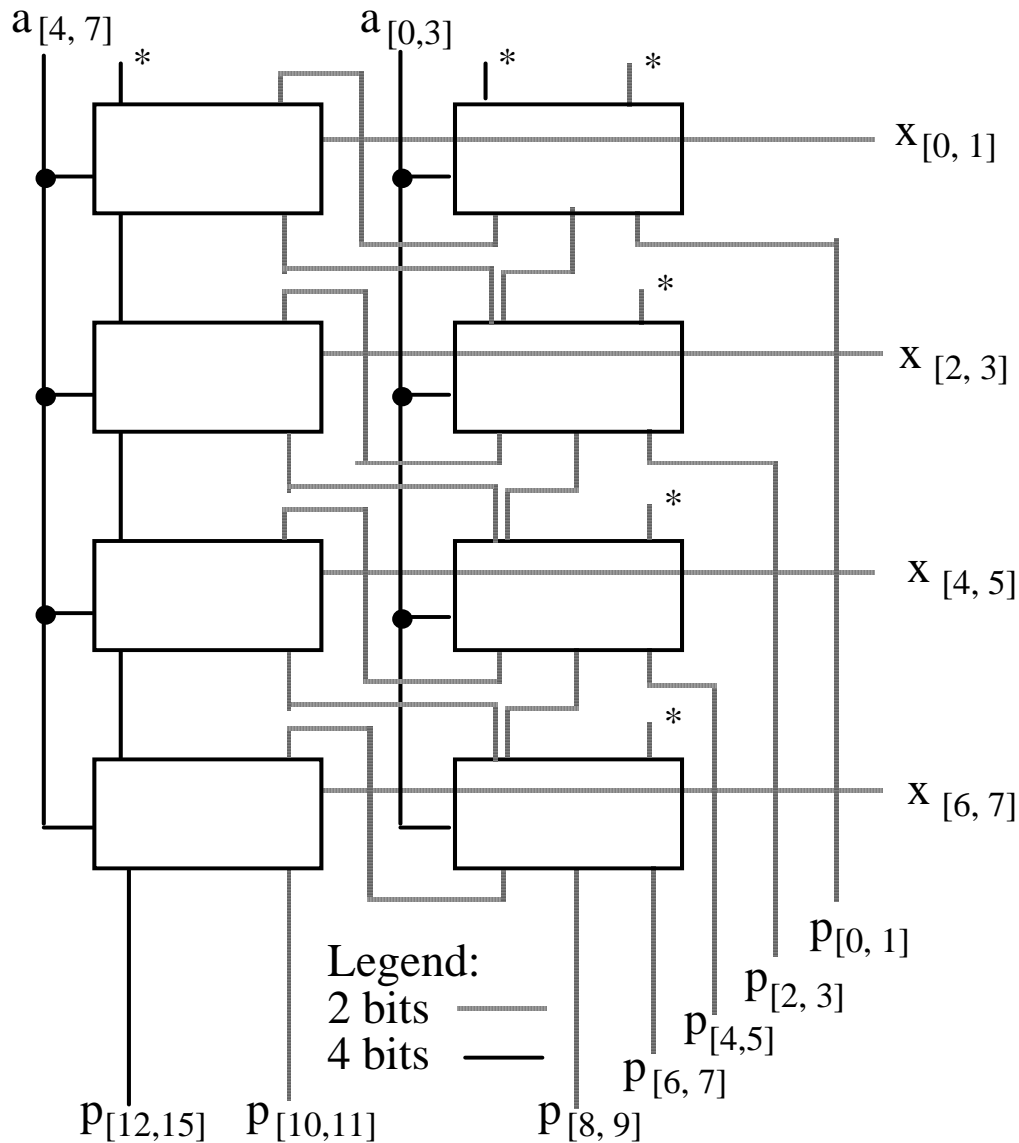 a[4, 7]
*
a[0,3]
*
*
x[0, 1]
*
x [2, 3]
*
x [4, 5]
*
x [6, 7]
p[0, 1]
Legend:
p[2, 3]
2 bits
p[4,5]
4 bits
p[6, 7]
p[12,15]
p[10,11]
p[8, 9]